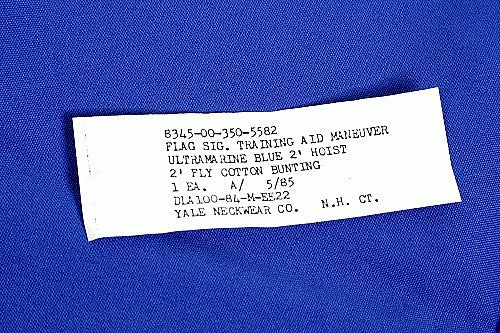 8345-00-350-5582
FLAG SIG. TRAINING AID MANEUVER
ULTRAMARINE BLUE 2' HOIST
2' FLY COTTON BUNTING
1 EA. A/ 5/85
DLA100-84-M-EE22
YALE NECKWEAR CO. N.H. CT.